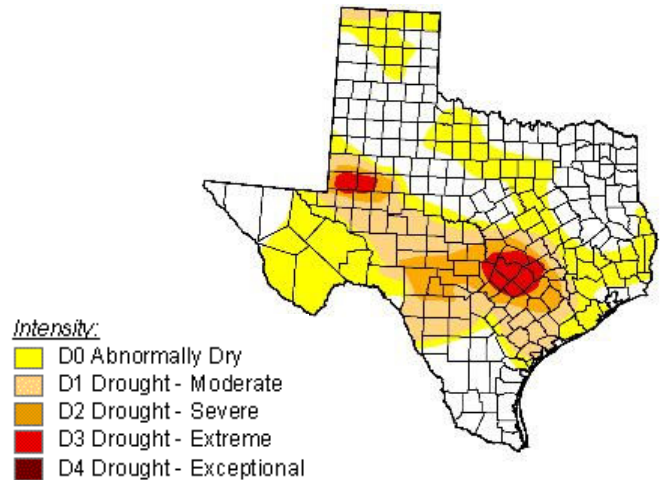 Intensity:
D0 Abnormally Dry
D1 Drought - Moderate
D2 Drought - Severe
D3 Drought - Extreme
D4 Drought - Exceptional